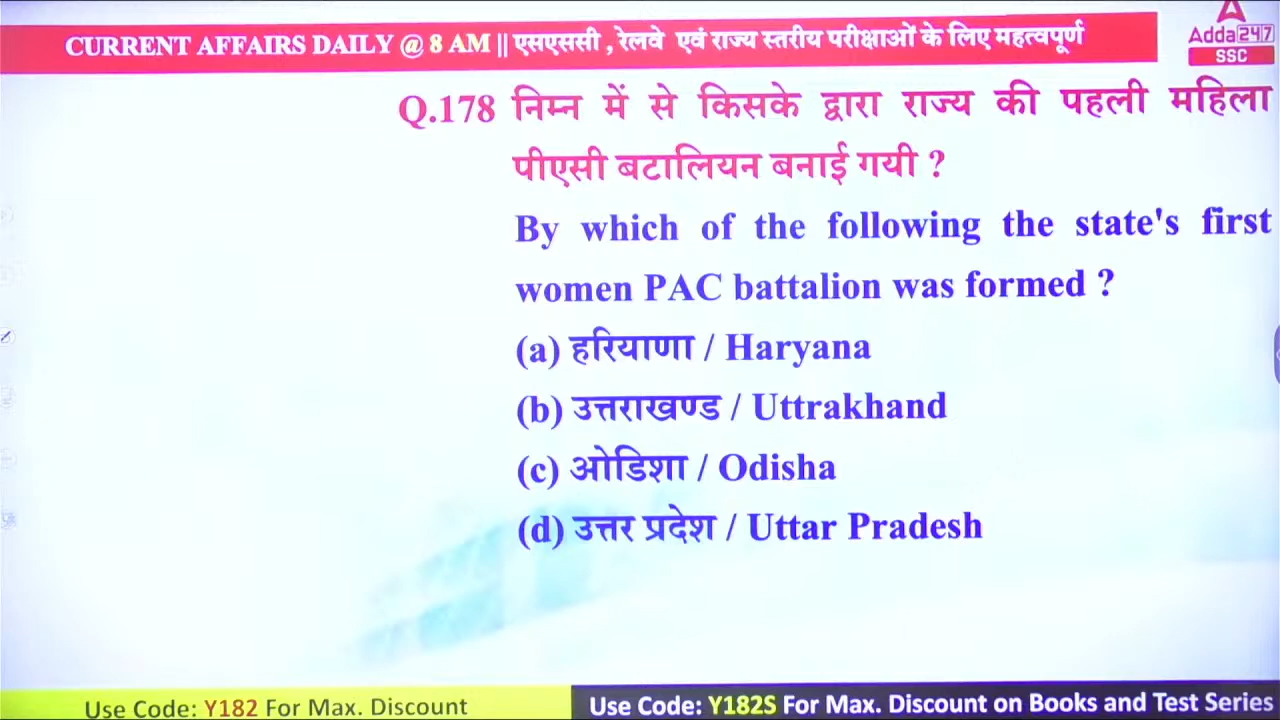 CURRENT AFFAIRS DAILY @ 8 AM || एसएससी , रेलवे एवं राज्य स्तरीय परीक्षाओं के लिए महत्वपूर्ण
Adda247
SSC
Q.178 निम्न में से किसके द्वारा राज्य की पहली महिला
पीएसी बटालियन बनाई गयी ?
By which of the following the state's first
women PAC battalion was formed ?
(a) हरियाणा / Haryana
(b) उत्तराखण्ड / Uttrakhand
(c) ओडिशा / Odisha
(d) उत्तर प्रदेश / Uttar Pradesh
Use Code: Y182 For Max. Discount
Use Code: Y182S For Max. Discount on Books and Test Series